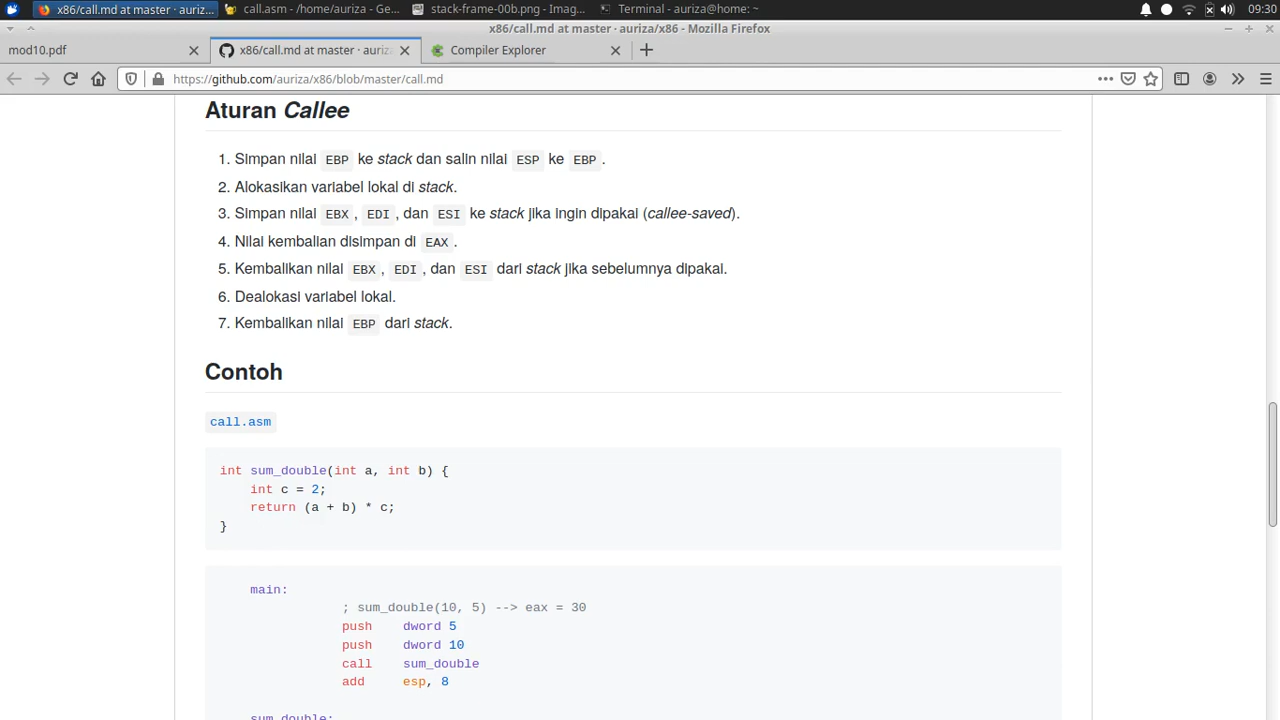 x86/call.md at master · auriza...
call.asm - /home/auriza - Ge...
stack-frame-00b.png - Imag...
Terminal - auriza@home: ~
09:30
x86/call.md at master · auriza/x86 - Mozilla Firefox
mod10.pdf
x86/call.md at master · auriza
Compiler Explorer
https://github.com/auriza/x86/blob/master/call.md
Aturan Callee
1. Simpan nilai EBP ke stack dan salin nilai ESP ke EBP.
2. Alokasikan variabel lokal di stack.
3. Simpan nilai EBX, EDI, dan ESI ke stack jika ingin dipakai (callee-saved).
4. Nilai kembalian disimpan di EAX.
5. Kembalikan nilai EBX, EDI, dan ESI dari stack jika sebelumnya dipakai.
6. Dealokasi variabel lokal.
7. Kembalikan nilai EBP dari stack.
Contoh
call.asm
int sum_double(int a, int b) {
int c = 2;
return (a + b) * c;
}
main:
; sum_double(10, 5) --> eax = 30
push dword 5
push dword 10
call sum_double
add esp, 8
sum_double: